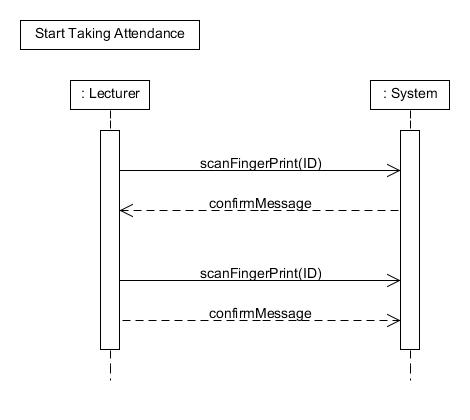 Start Taking Attendance
: Lecturer
: System
scanFingerPrint(ID)
confirmMessage
scanFingerPrint(ID)
confirmMessage